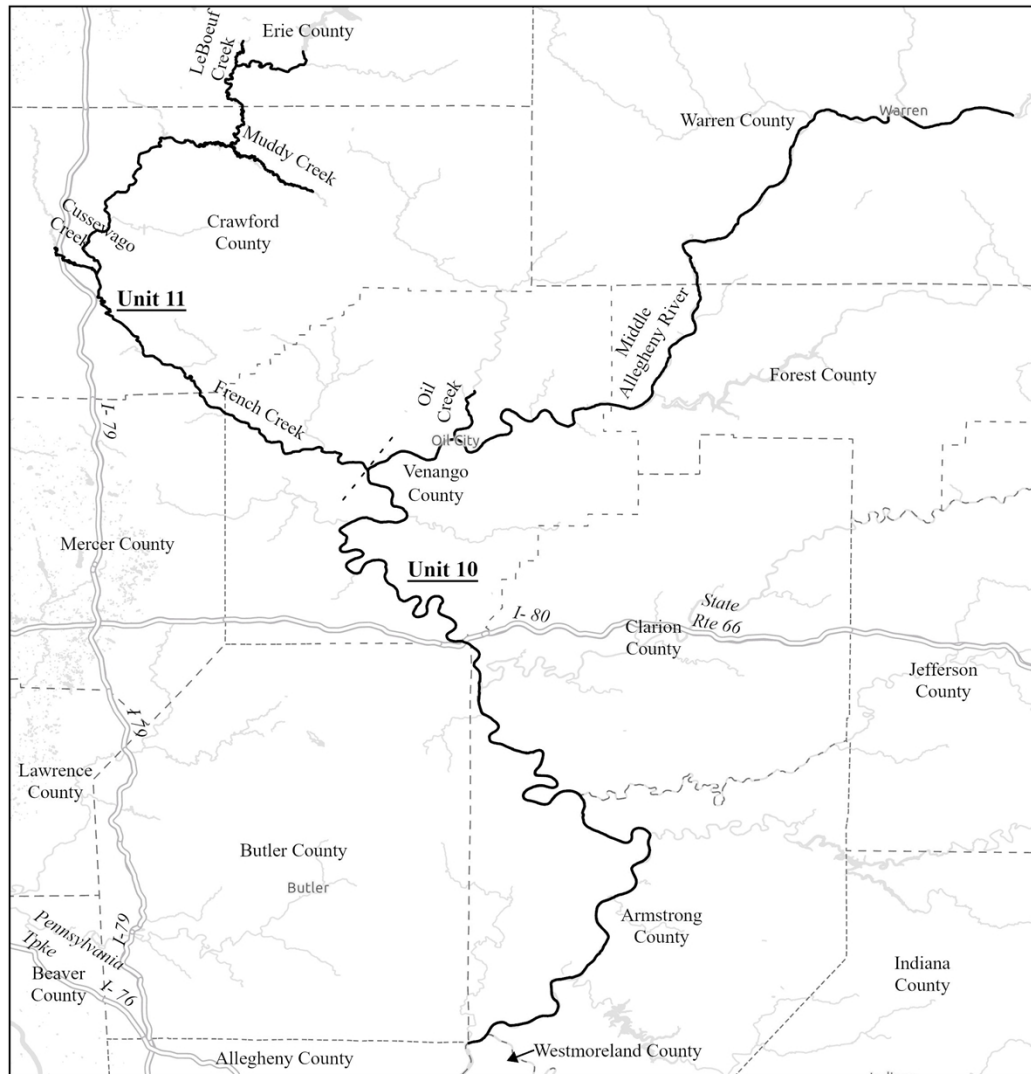 Erie County
LeBoeuf
Creek
Warren County
Warren
Muddy Creek
Cussewago
Creek
Crawford
County
Unit 11
Middle
Allegheny River
Forest County
French Creek
Oil
Creek
Oil City
I-79
Venango
County
Mercer County
Unit 10
I- 80
State
Rte 66
Clarion
County
Jefferson
County
I-79
Lawrence
County
Butler County
Butler
I-79
Armstrong
County
Pennsylvania
Tpke
Beaver
County
I- 76
Indiana
County
Allegheny County
Westmoreland County